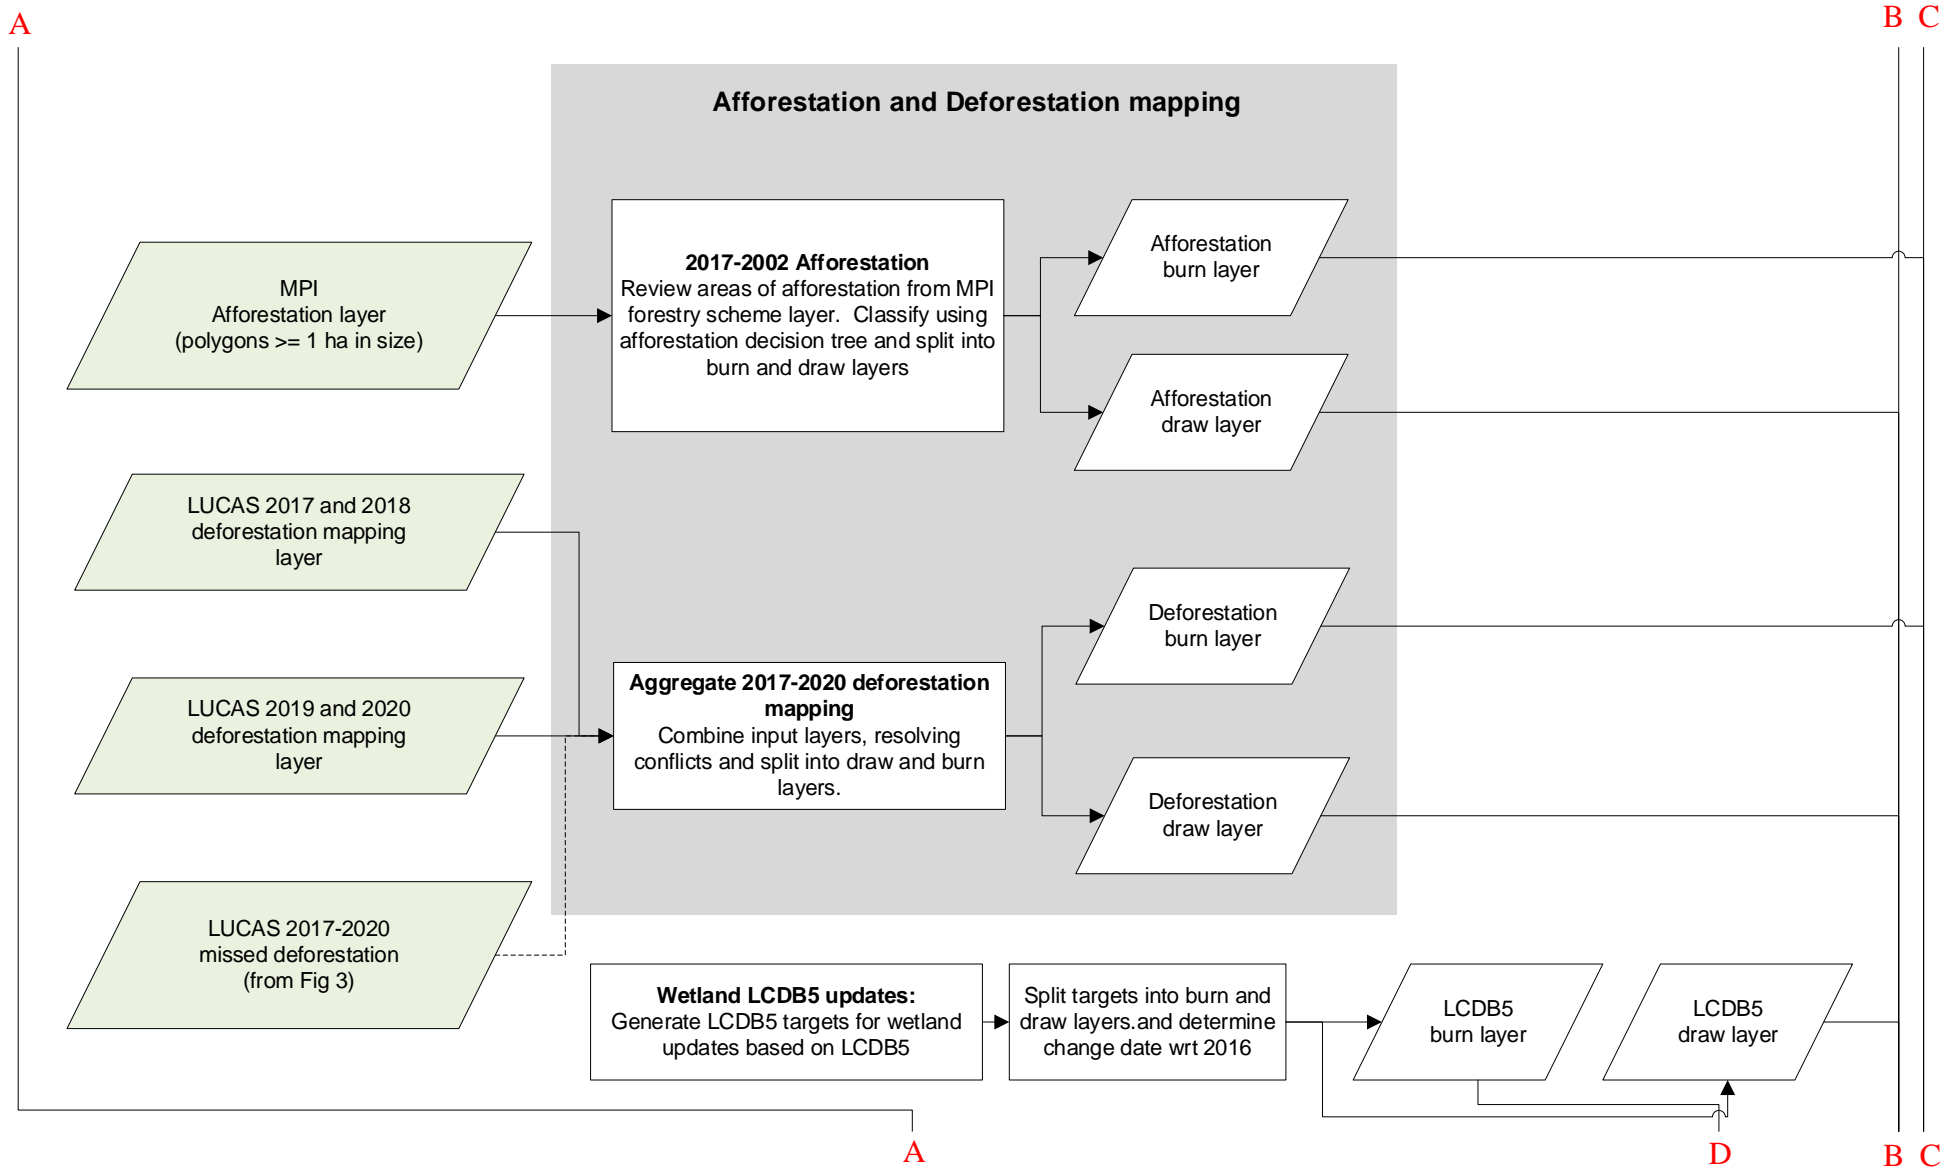 A
B C
Afforestation and Deforestation mapping
MPI
Afforestation layer
(polygons >= 1 ha in size)
2017-2002 Afforestation
Review areas of afforestation from MPI
forestry scheme layer.  Classify using
afforestation decision tree and split into
burn and draw layers
Afforestation
burn layer
Afforestation
draw layer
LUCAS 2017 and 2018
deforestation mapping
layer
LUCAS 2019 and 2020
deforestation mapping
layer
Aggregate 2017-2020 deforestation
mapping
Combine input layers, resolving
conflicts and split into draw and burn
layers.
Deforestation
burn layer
Deforestation
draw layer
LUCAS 2017-2020
missed deforestation
(from Fig 3)
Wetland LCDB5 updates:
Generate LCDB5 targets for wetland
updates based on LCDB5
Split targets into burn and
draw layers.and determine
change date wrt 2016
LCDB5
burn layer
LCDB5
draw layer
A
D
B C